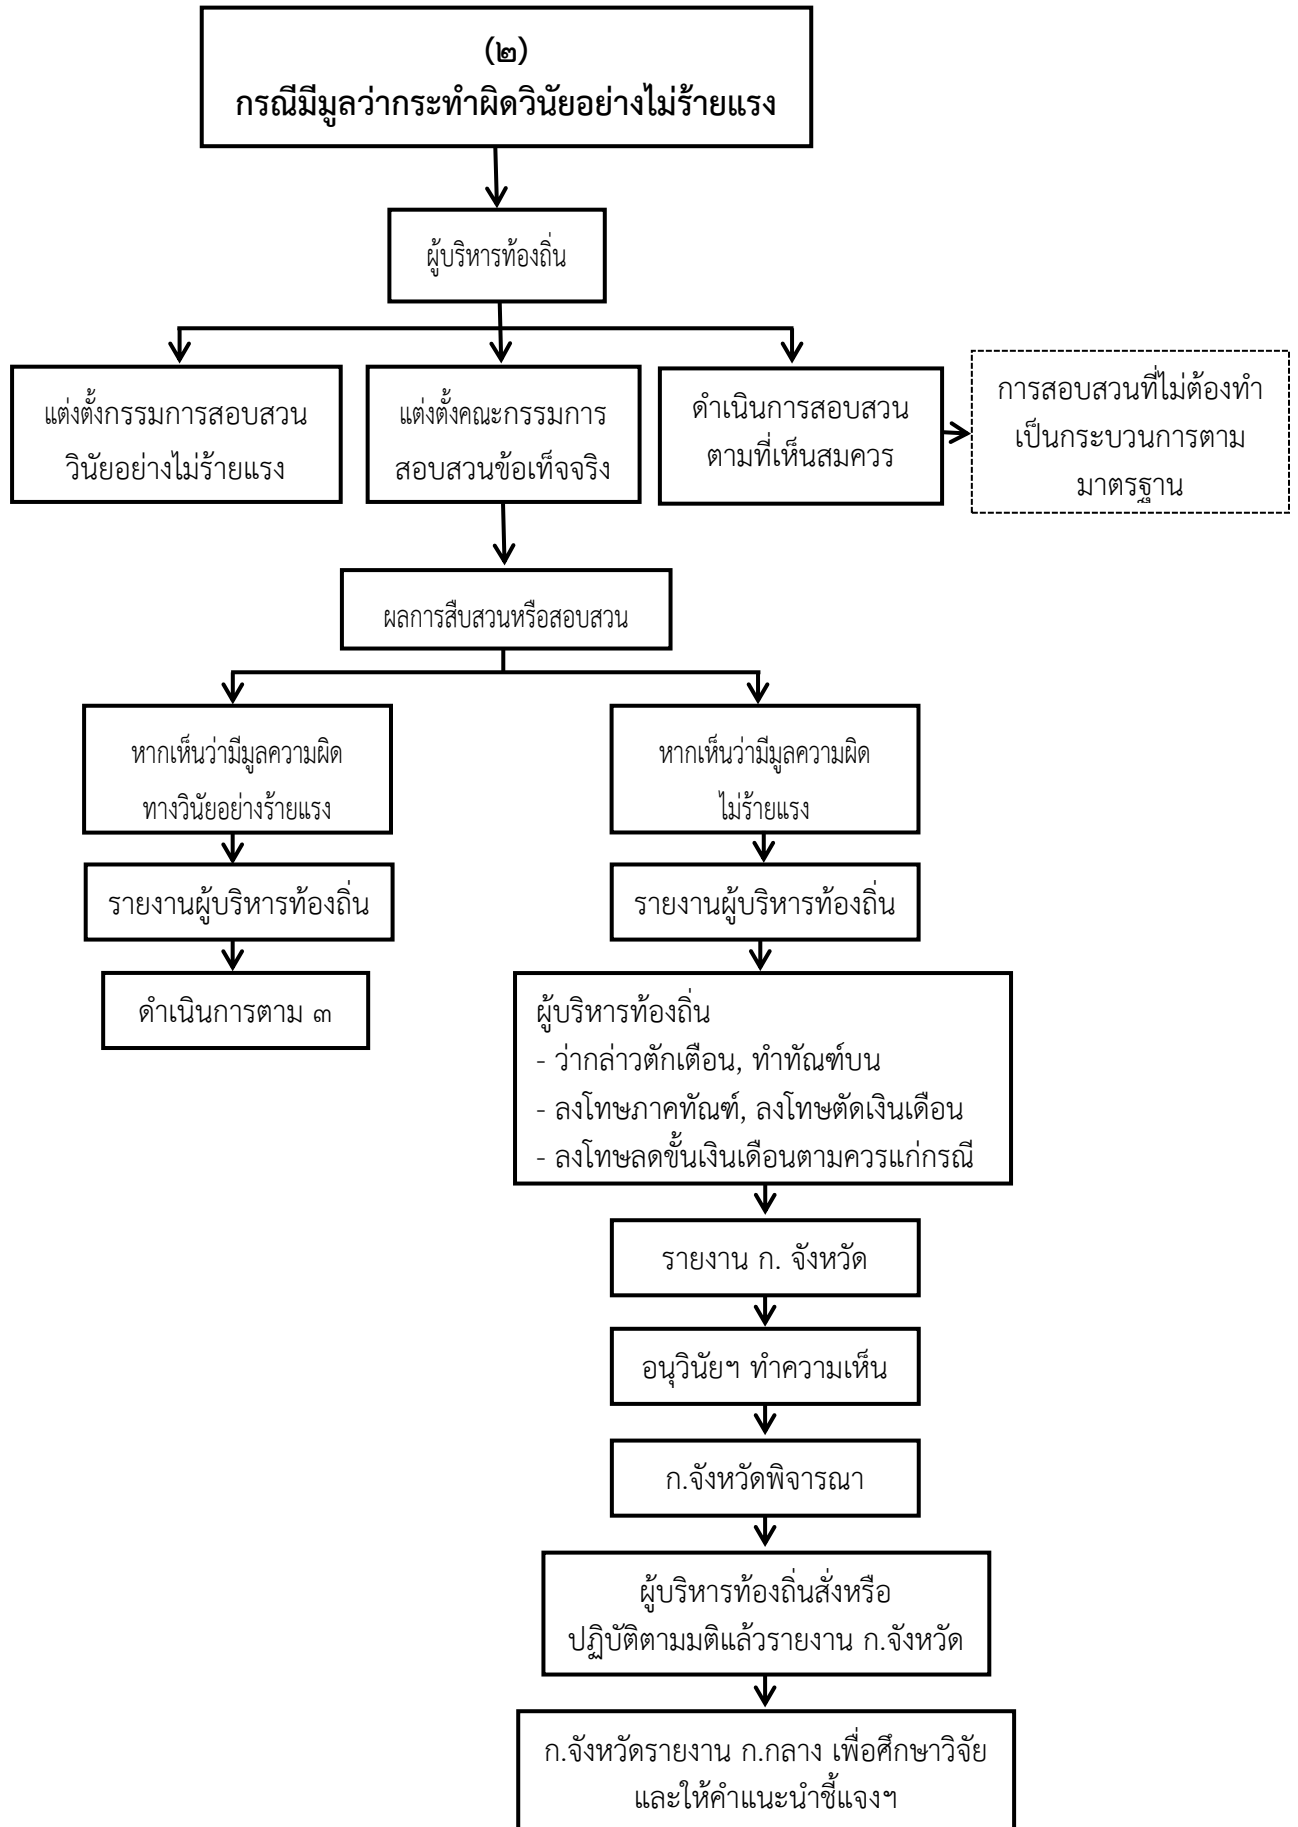 (๒)
กรณีมีมูลว่ากระทำผิดวินัยอย่างไม่ร้ายแรง
ผู้บริหารท้องถิ่น
แต่งตั้งกรรมการสอบสวน
วินัยอย่างไม่ร้ายแรง
แต่งตั้งคณะกรรมการ
สอบสวนข้อเท็จจริง
ดำเนินการสอบสวน
ตามที่เห็นสมควร
การสอบสวนที่ไม่ต้องทำ
เป็นกระบวนการตาม
มาตรฐาน
ผลการสืบสวนหรือสอบสวน
หากเห็นว่ามีมูลความผิด
ทางวินัยอย่างร้ายแรง
หากเห็นว่ามีมูลความผิด
ไม่ร้ายแรง
รายงานผู้บริหารท้องถิ่น
รายงานผู้บริหารท้องถิ่น
ดำเนินการตาม ๓
ผู้บริหารท้องถิ่น
- ว่ากล่าวตักเตือน, ทำทัณฑ์บน
- ลงโทษภาคทัณฑ์, ลงโทษตัดเงินเดือน
- ลงโทษลดขั้นเงินเดือนตามควรแก่กรณี
รายงาน ก. จังหวัด
อนุวินัยฯ ทำความเห็น
ก.จังหวัดพิจารณา
ผู้บริหารท้องถิ่นสั่งหรือ
ปฏิบัติตามมติแล้วรายงาน ก.จังหวัด
ก.จังหวัดรายงาน ก.กลาง เพื่อศึกษาวิจัย
และให้คำแนะนำชี้แจงฯ